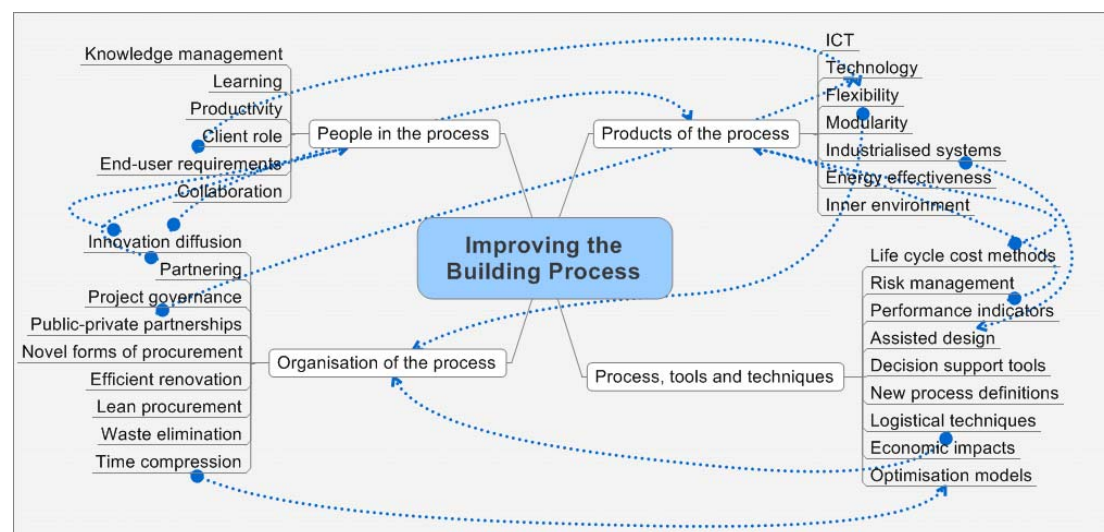 Knowledge management
Learning
Productivity
Client role
End-user requirements
Collaboration
People in the process
ICT
Technology
Flexibility
Modularity
Industrialised systems
Energy effectiveness
Inner environment
Products of the process
Improving the
Building Process
Innovation diffusion
Partnering
Project governance
Public-private partnerships
Novel forms of procurement
Efficient renovation
Lean procurement
Waste elimination
Time compression
Organisation of the process
Life cycle cost methods
Risk management
Performance indicators
Assisted design
Decision support tools
New process definitions
Logistical techniques
Economic impacts
Optimisation models
Process, tools and techniques